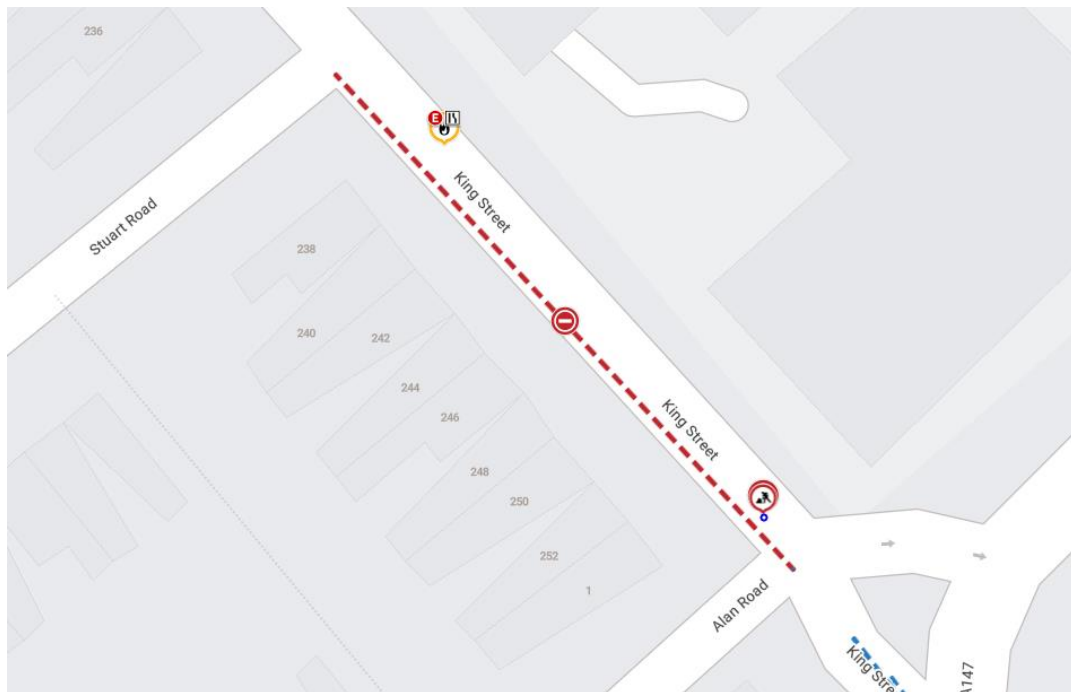 236
E
King Street
Stuart Road
238
240
242
244
King Street
246
248
250
252
1
Alan Road
King Stre
A147